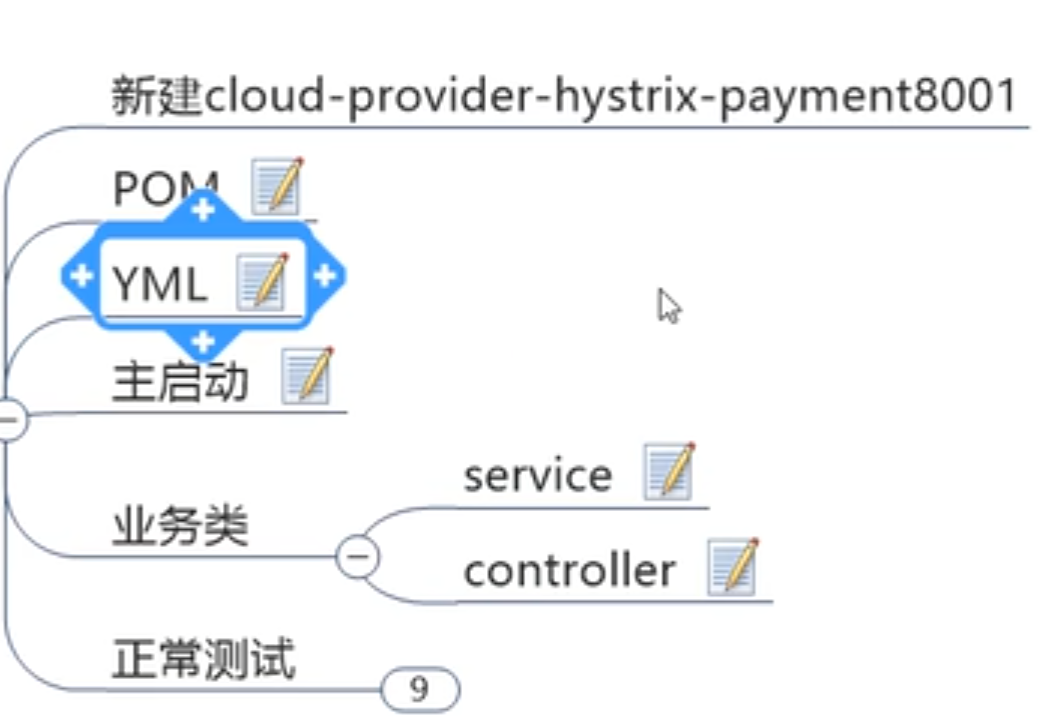 新建cloud-provider-hystrix-payment8001
POM
YML
主启动
业务类
service
controller
正常测试
9